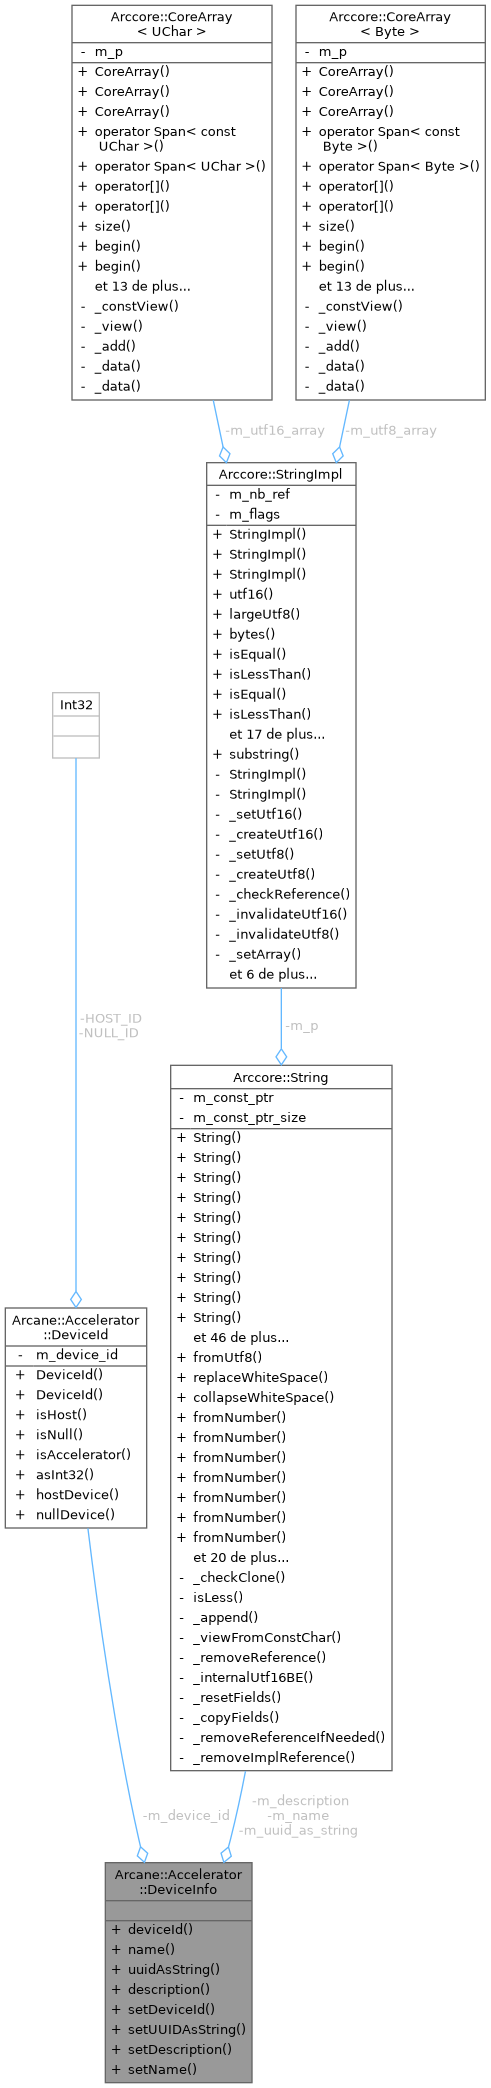 Arccore::CoreArray
< UChar >
- m_p
+ CoreArray()
+ CoreArray()
+ CoreArray()
+ operator Span< const
UChar >()
+ operator Span< UChar >()
+ operator[]()
+ operator[]()
+ size()
+ begin()
+ begin()
et 13 de plus...
- _constView()
- _view()
- _add()
- _data()
- _data()
Arccore::CoreArray
< Byte >
- m_p
+ CoreArray()
+ CoreArray()
+ CoreArray()
+ operator Span< const
Byte >()
+ operator Span< Byte >()
+ operator[]()
+ operator[]()
+ size()
+ begin()
+ begin()
et 13 de plus...
- _constView()
- _view()
- _add()
- _data()
- _data()
-m_utf16_array
-m_utf8_array
Arccore::StringImpl
- m_nb_ref
- m_flags
+ StringImpl()
+ StringImpl()
+ StringImpl()
+ utf16()
+ largeUtf8()
+ bytes()
+ isEqual()
+ isLessThan()
+ isEqual()
+ isLessThan()
et 17 de plus...
+ substring()
- StringImpl()
- StringImpl()
- _setUtf16()
- _createUtf16()
- _setUtf8()
- _createUtf8()
- _checkReference()
- _invalidateUtf16()
- _invalidateUtf8()
- _setArray()
et 6 de plus...
Int32
-HOST_ID
-NULL_ID
-m_p
Arccore::String
- m_const_ptr
- m_const_ptr_size
+ String()
+ String()
+ String()
+ String()
+ String()
+ String()
+ String()
+ String()
+ String()
+ String()
et 46 de plus...
+ fromUtf8()
+ replaceWhiteSpace()
+ collapseWhiteSpace()
+ fromNumber()
+ fromNumber()
+ fromNumber()
+ fromNumber()
+ fromNumber()
+ fromNumber()
+ fromNumber()
et 20 de plus...
- _checkClone()
- isLess()
- _append()
- _viewFromConstChar()
- _removeReference()
- _internalUtf16BE()
- _resetFields()
- _copyFields()
- _removeReferenceIfNeeded()
- _removeImplReference()
Arcane::Accelerator
::DeviceId
- m_device_id
+ DeviceId()
+ DeviceId()
+ isHost()
+ isNull()
+ isAccelerator()
+ asInt32()
+ hostDevice()
+ nullDevice()
-m_device_id
-m_description
-m_name
-m_uuid_as_string
Arcane::Accelerator
::DeviceInfo
+ deviceId()
+ name()
+ uuidAsString()
+ description()
+ setDeviceId()
+ setUUIDAsString()
+ setDescription()
+ setName()